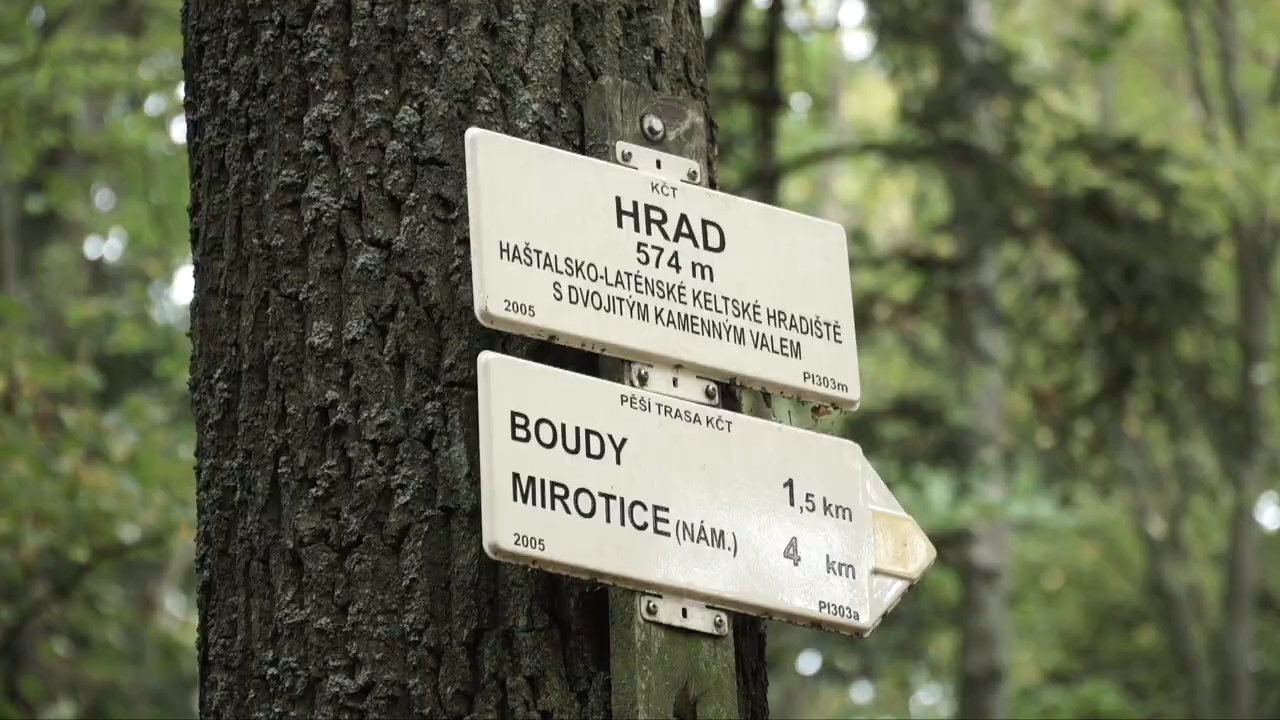 KČT
HRAD
574 m
HAŠTALSKO-LATÉNSKÉ KELTSKÉ HRADIŠTĚ
S DVOJITÝM KAMENNÝM VALEM
2005
PI303m
PĚŠÍ TRASA KČT
BOUDY 1,5 km
MIROTICE (NÁM.) 4 km
2005
PI303a